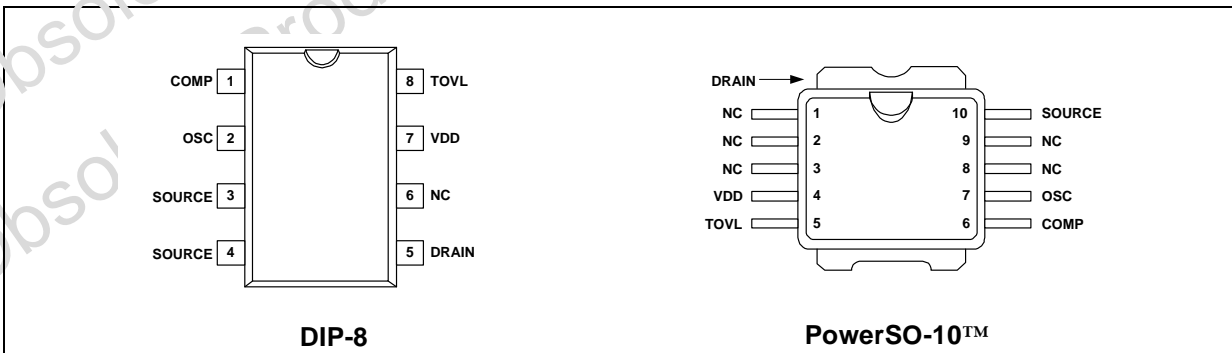 COMP 1 8 TOVL
OSC 2 7 VDD
SOURCE 3 6 NC
SOURCE 4 5 DRAIN
DIP-8
DRAIN
NC 1 10 SOURCE
NC 2 9 NC
NC 3 8 NC
VDD 4 7 OSC
TOVL 5 6 COMP
PowerSO-10™